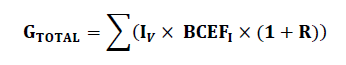 G_TOTAL = ∑(I_V × BCEF_I × (1 + R))